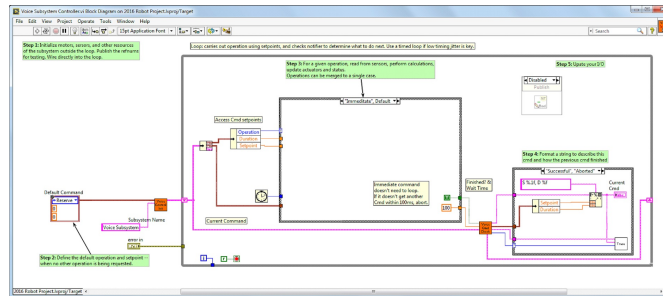 Voice Subsystem Controller.vi Block Diagram on 2016 Robot Project.lvproj/Target
File Edit View Project Operate Tools Window Help
15pt Application Font
Search
Step 1: Initialize motors, sensors, and other resources
of the subsystem outside the loop. Publish the refnums
for testing. Wire directly into the loop.
Loop carries out operation using setpoints, and checks notifier to determine what to do next. Use a timed loop if low timing jitter is key.
Step 3: For a given operation, read from sensors, perform calculations,
update actuators and Status.
Operations can be merged to a single case.
Step 5: Upate your I/O
Disabled
Publish
"Immeditate", Default
Access Cmd setpoints
Operation
Duration
Setpoint
Step 4: Format a string to describe this
cmd and how the previous cmd finished
"Successful", "Aborted"
Default Command
Reserve
0
0
Subsystem Name
Voice Subsystem
error in
Current Command
Immediate command
doesn't need to loop.
If it doesn't get another
Cmd within 100ms, abort.
Finished? &
Wait Time
100
Current
Cmd
Setpoint
Duration
Step 2: Define the default operation and setpoint
when no other operation is being requested.
i
2016 Robot Project.lvproj/Target